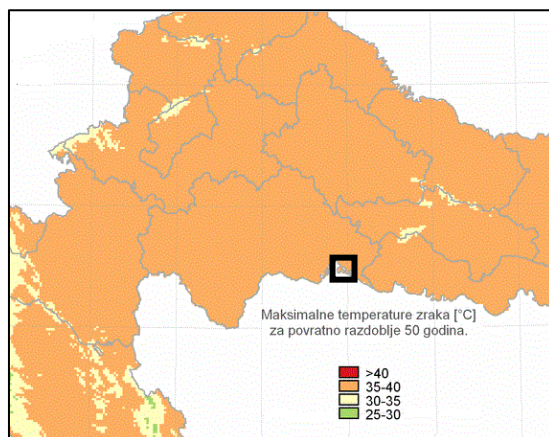 Maksimalne temperature zraka [°C]
za povratno razdoblje 50 godina.
>40
35-40
30-35
25-30